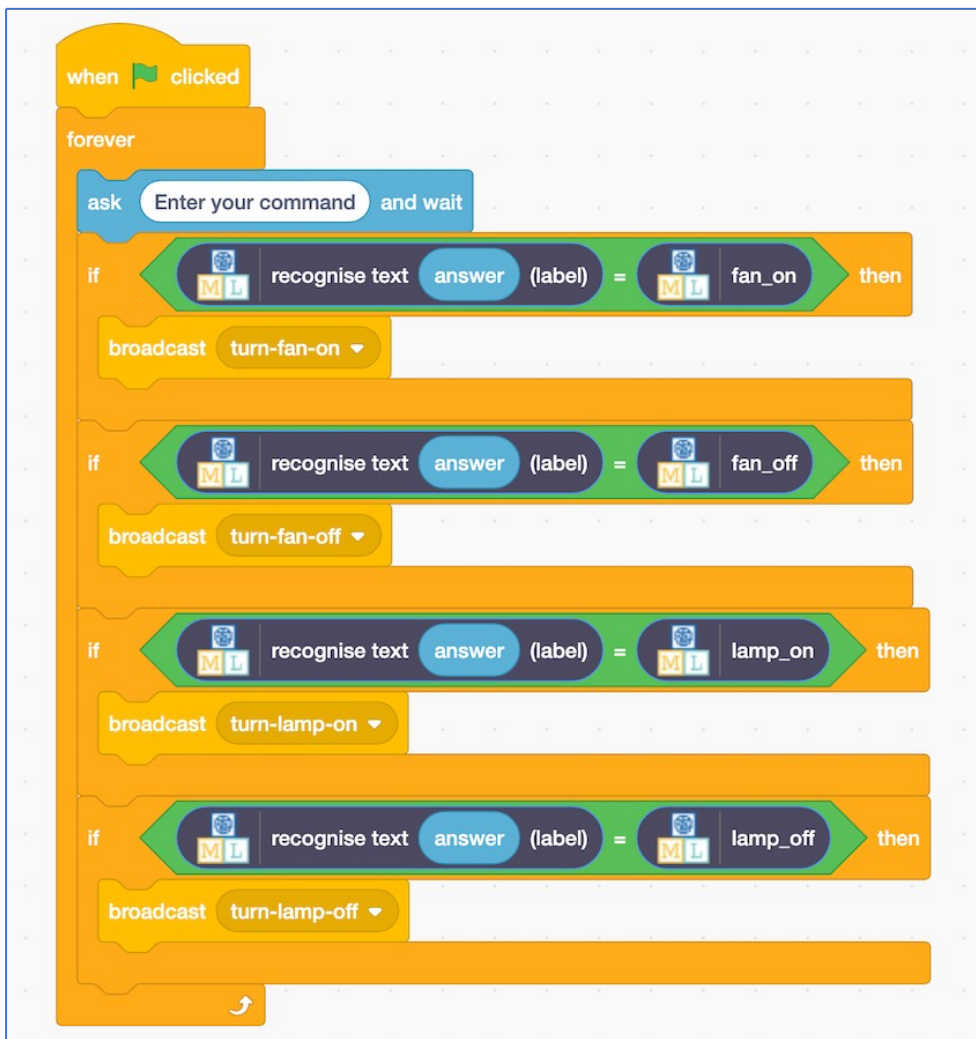 when clicked
forever
ask Enter your command and wait
if ML recognise text answer (label) = ML fan_on then
broadcast turn-fan-on
if ML recognise text answer (label) = ML fan_off then
broadcast turn-fan-off
if ML recognise text answer (label) = ML lamp_on then
broadcast turn-lamp-on
if ML recognise text answer (label) = ML lamp_off then
broadcast turn-lamp-off